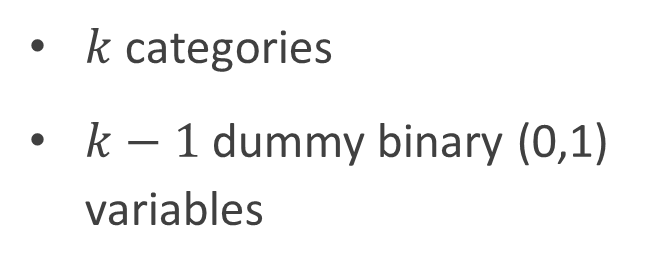 • k categories
• k − 1 dummy binary (0,1)
variables